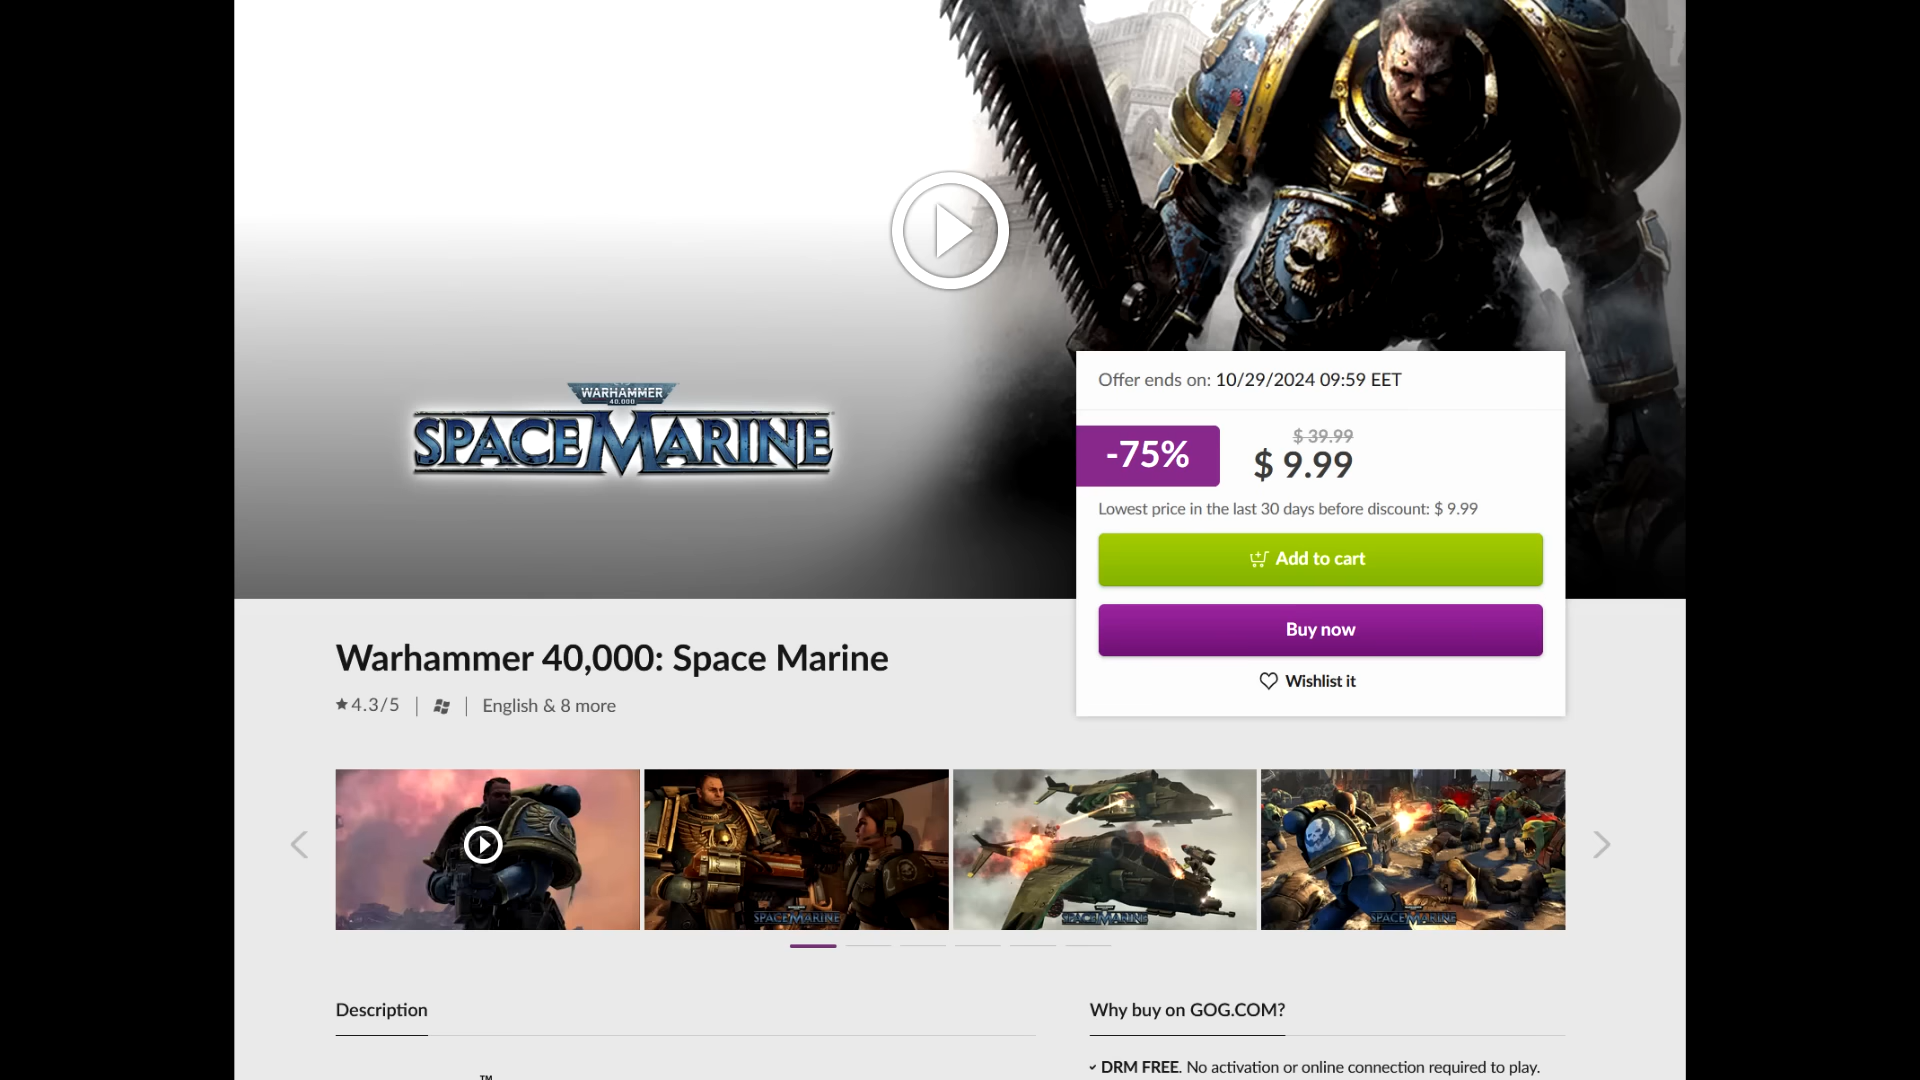 WARHAMMER
40,000
SPACE MARINE
Offer ends on: 10/29/2024 09:59 EET
-75%
$ 39.99
$ 9.99
Lowest price in the last 30 days before discount: $ 9.99
Add to cart
Buy now
Wishlist it
Warhammer 40,000: Space Marine
4.3/5
English & 8 more
SPACE MARINE
SPACE MARINE
SPACE MARINE
Description
Why buy on GOG.COM?
DRM FREE. No activation or online connection required to play.
TM